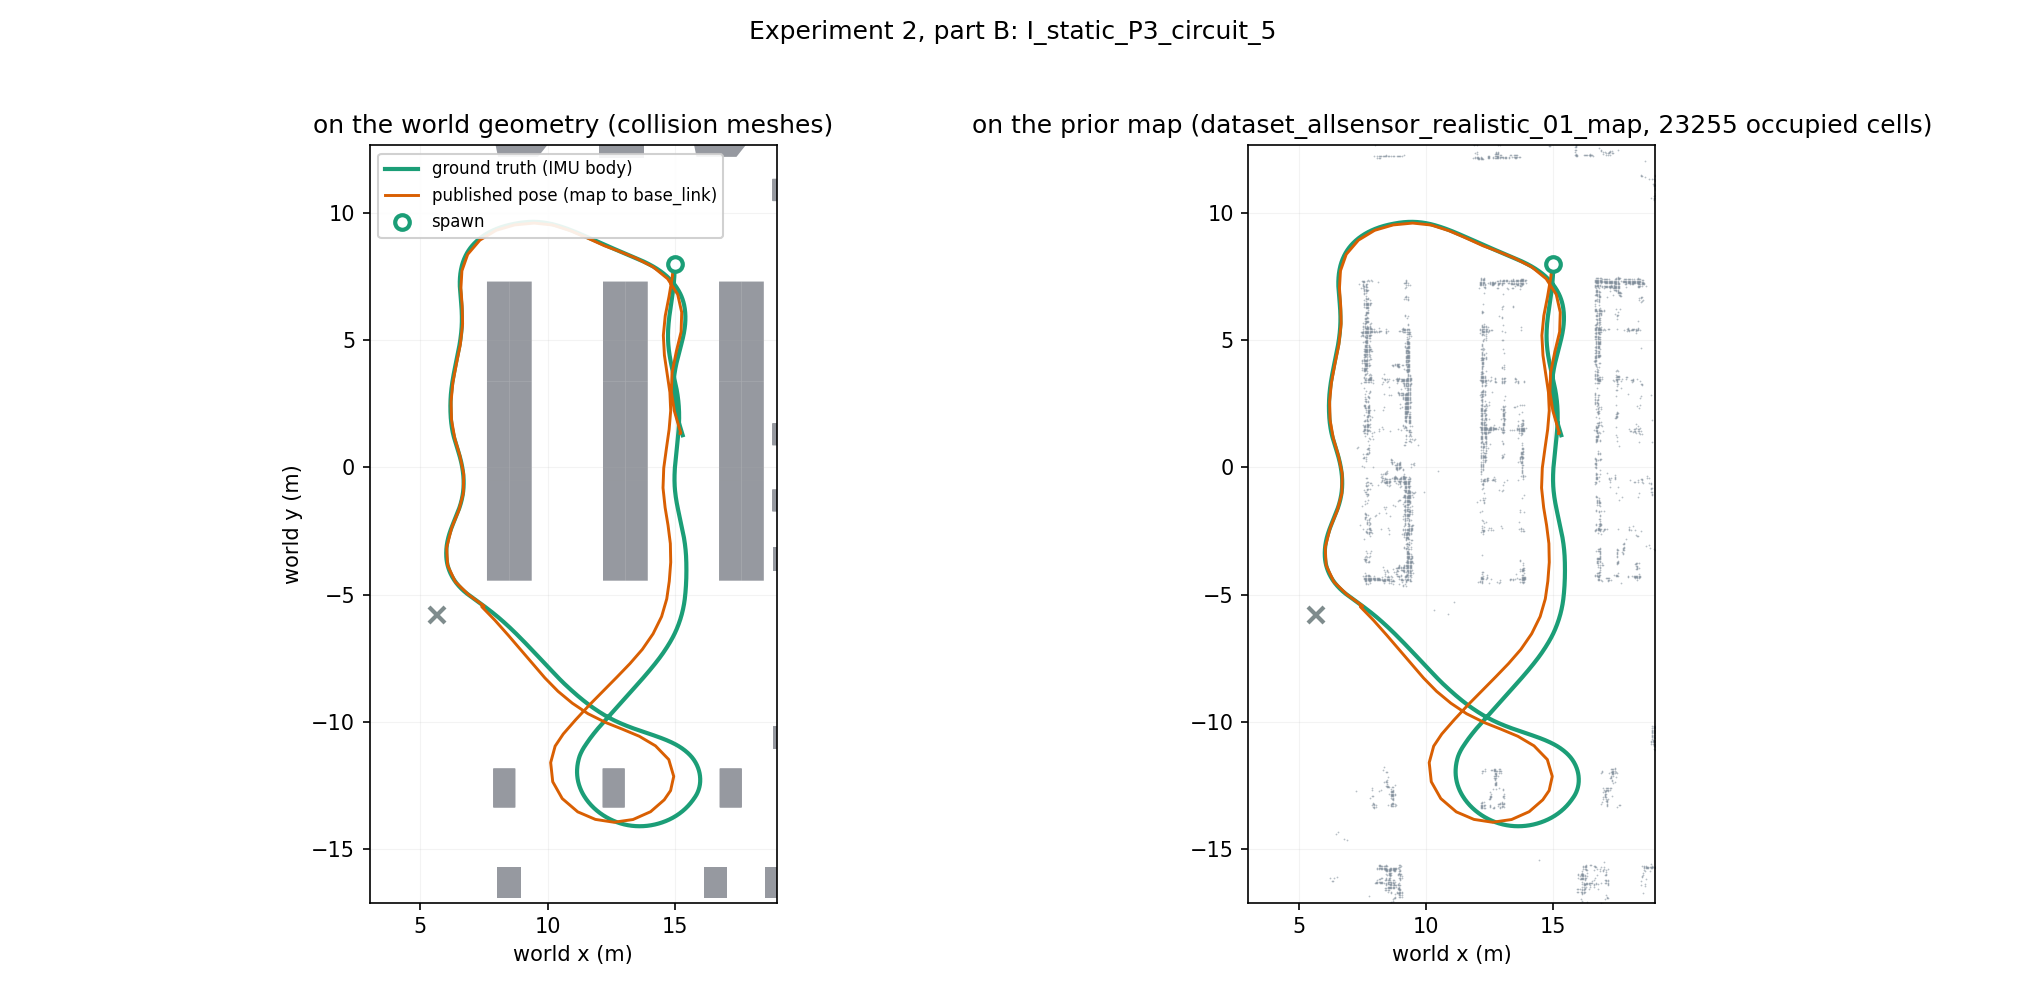 Experiment 2, part B: I_static_P3_circuit_5
on the world geometry (collision meshes)
ground truth (IMU body)
published pose (map to base_link)
spawn
10
5
0
−5
−10
−15
world y (m)
5
10
15
world x (m)
on the prior map (dataset_allsensor_realistic_01_map, 23255 occupied cells)
10
5
0
−5
−10
−15
5
10
15
world x (m)